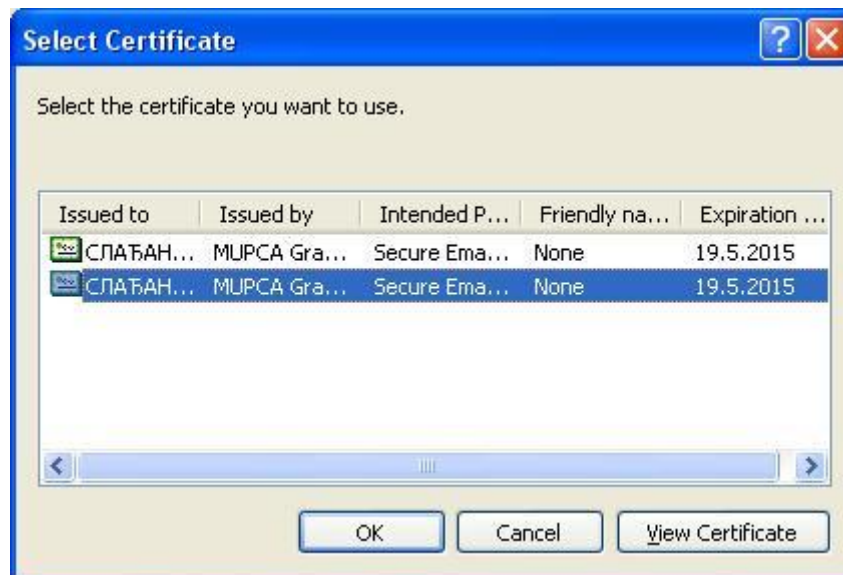 Select Certificate
Select the certificate you want to use.
Issued to Issued by Intended P... Friendly na... Expiration ...
СЛАЂАН... MUPCA Gra... Secure Ema... None 19.5.2015
СЛАЂАН... MUPCA Gra... Secure Ema... None 19.5.2015
OK Cancel View Certificate